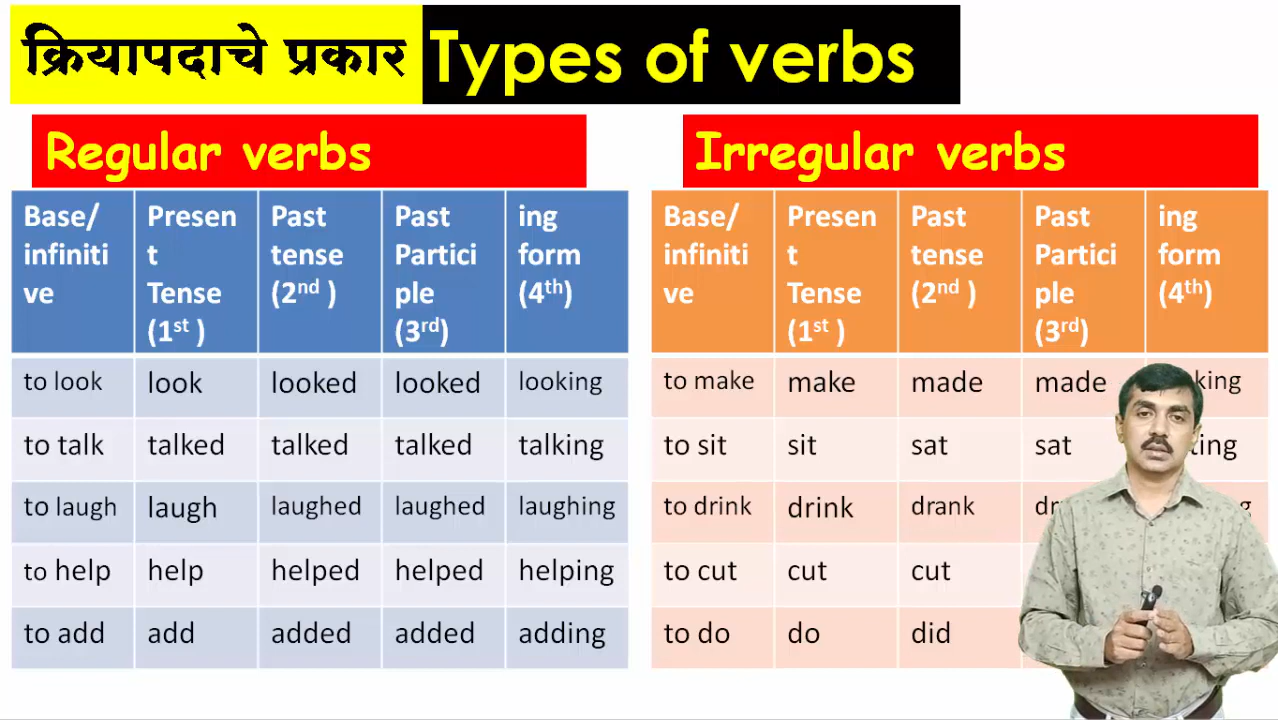 क्रियापदाचे प्रकार Types of verbs
Regular verbs
Base/ infiniti ve Presen t Tense (1st ) Past tense (2nd ) Past Partici ple (3rd) ing form (4th)
to look look looked looked looking
to talk talked talked talked talking
to laugh laugh laughed laughed laughing
to help help helped helped helping
to add add added added adding
Irregular verbs
Base/ infiniti ve Presen t Tense (1st ) Past tense (2nd ) Past Partici ple (3rd) ing form (4th)
to make make made made
to sit sit sat sat
to drink drink drank
to cut cut cut
to do do did